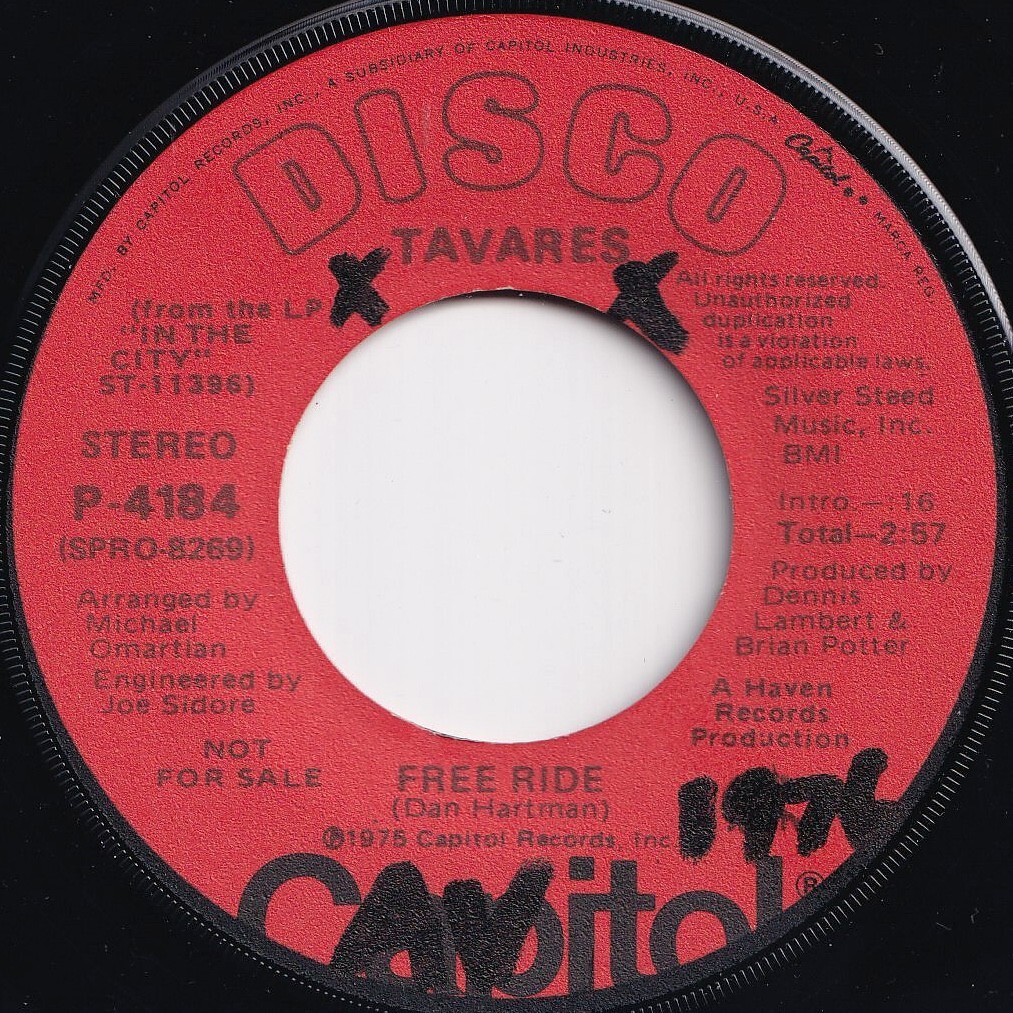 MFD. BY CAPITOL RECORDS, INC., A SUBSIDIARY OF CAPITOL INDUSTRIES, INC., U.S.A. Capitol • MARCA REG.
DISCO
TAVARES
(from the LP
"IN THE
CITY"
ST-11396)
All rights reserved.
Unauthorized
duplication
is a violation
of applicable laws.
STEREO
P-4184
(SPRO-8269)
Silver Steed
Music, Inc.
BMI
Intro.—:16
Total—2:57
Arranged by
Michael
Omartian
Engineered by
Joe Sidore
Produced by
Dennis
Lambert &
Brian Potter
A Haven
Records
Production
NOT
FOR SALE
FREE RIDE
(Dan Hartman)
℗1975 Capitol Records, Inc.
1976
Capitol®